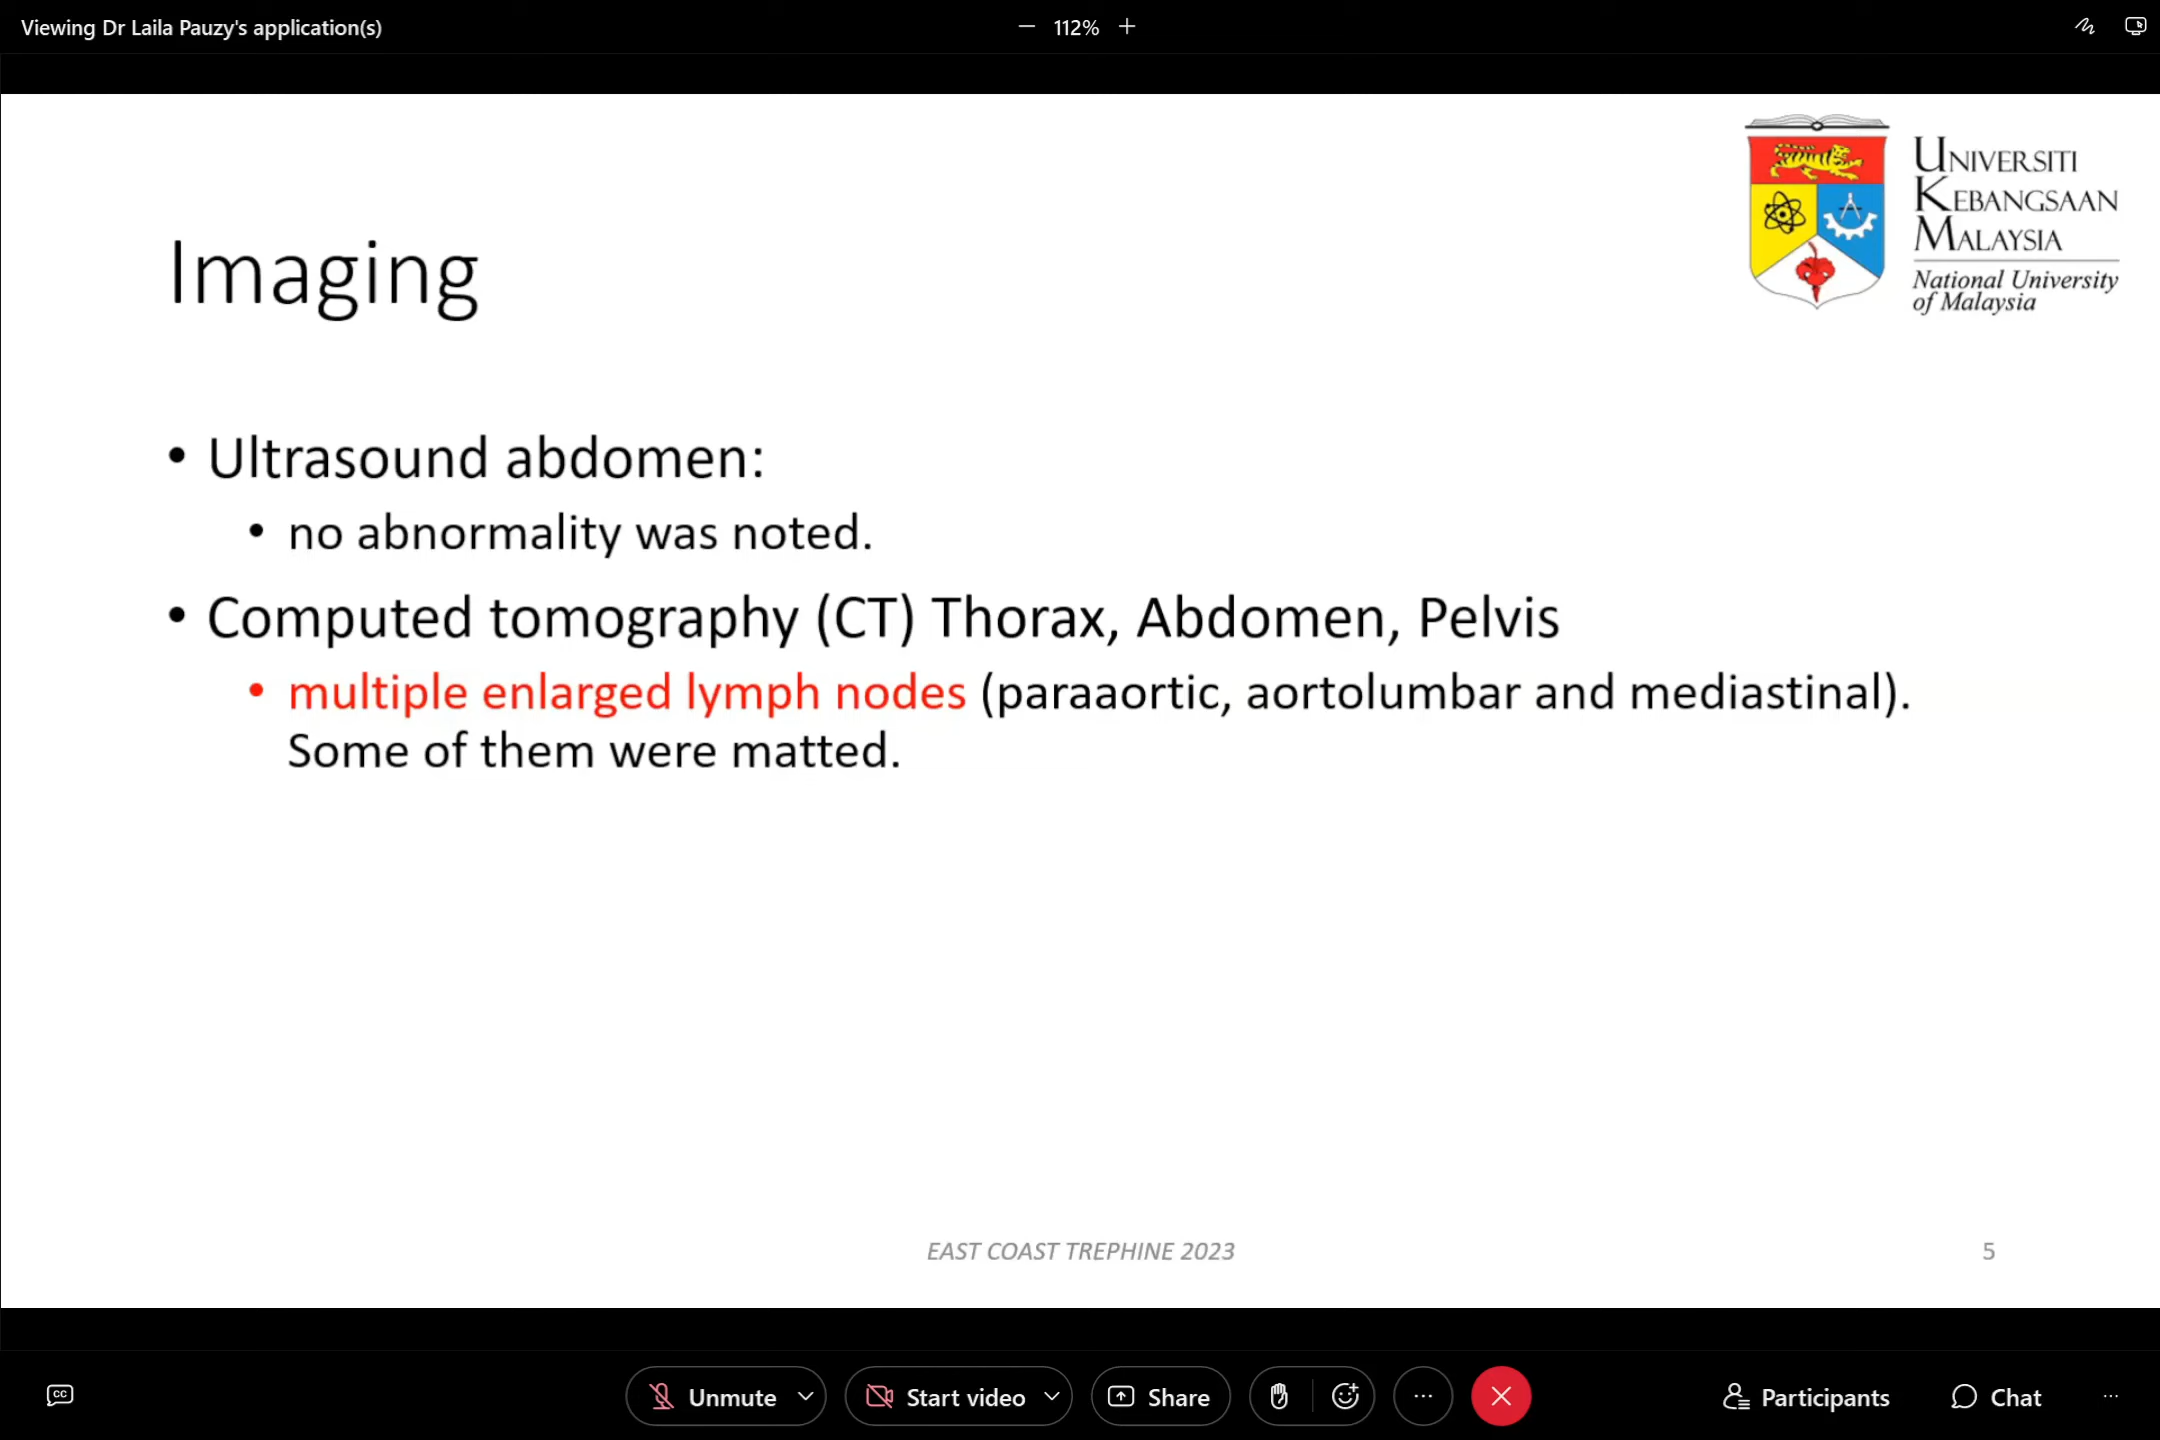 Viewing Dr Laila Pauzy's application(s)
112%
UNIVERSITI
KEBANGSAAN
MALAYSIA
National University
of Malaysia
Imaging
• Ultrasound abdomen:
• no abnormality was noted.
• Computed tomography (CT) Thorax, Abdomen, Pelvis
• multiple enlarged lymph nodes (paraaortic, aortolumbar and mediastinal).
Some of them were matted.
EAST COAST TREPHINE 2023
5
CC
Unmute
Start video
Share
Participants
Chat